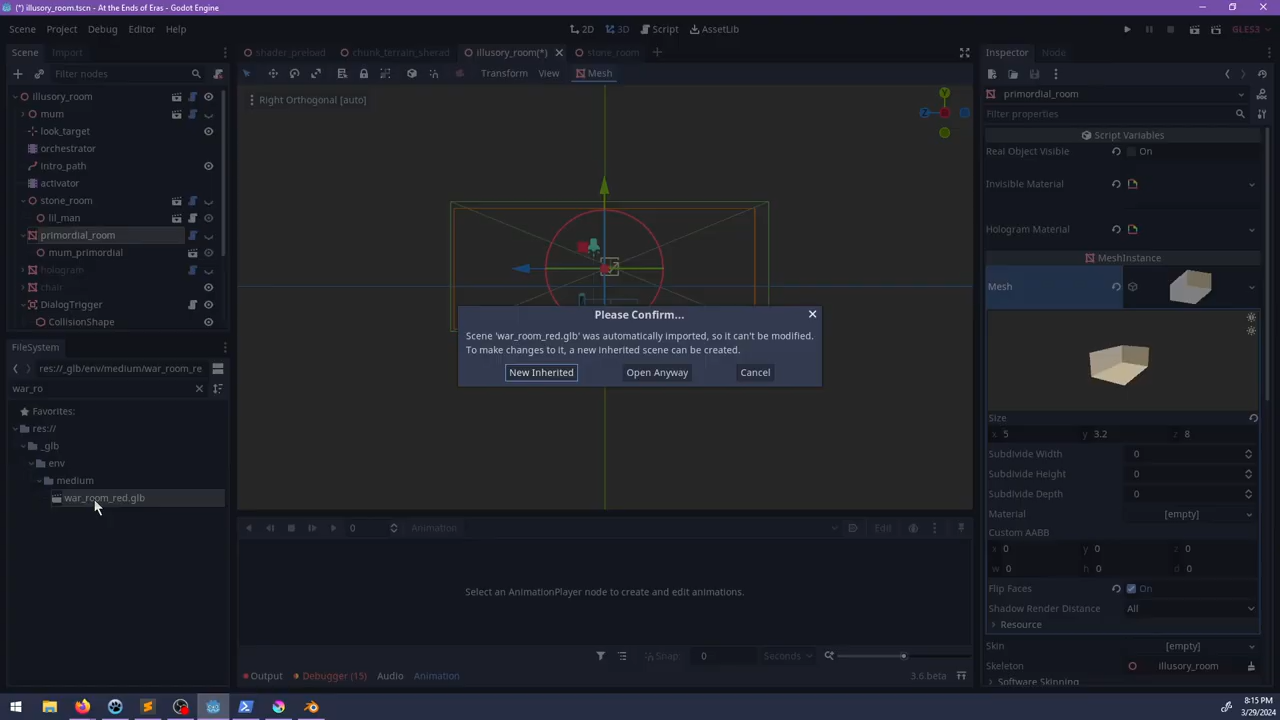 (*) illusory_room.tscn - At the Ends of Eras - Godot Engine
Scene Project Debug Editor Help
2D 3D Script AssetLib
GLES3
Scene Import
shader_preload chunk_terrain_sherad illusory_room(*) stone_room
Inspector Node
Filter nodes
Transform View Mesh
illusory_room
mum
look_target
orchestrator
intro_path
activator
stone_room
lil_man
primordial_room
mum_primordial
hologram
chair
DialogTrigger
CollisionShape
Right Orthogonal [auto]
Y
Z
primordial_room
Filter properties
Script Variables
Real Object Visible On
Invisible Material
Hologram Material
MeshInstance
Mesh
Size
x 5 y 3.2 z 8
Subdivide Width 0
Subdivide Height 0
Subdivide Depth 0
Material [empty]
Custom AABB
x 0 y 0 z 0
w 0 h 0 d 0
Flip Faces On
Shadow Render Distance All
Resource
Skin [empty]
Skeleton illusory_room
Software Skinning
Please Confirm...
Scene 'war_room_red.glb' was automatically imported, so it can't be modified.
To make changes to it, a new inherited scene can be created.
New Inherited Open Anyway Cancel
FileSystem
res://_glb/env/medium/war_room_re
war_ro
Favorites:
res://
_glb
env
medium
war_room_red.glb
0 Animation Edit
Select an AnimationPlayer node to create and edit animations.
Snap: 0 Seconds
Output Debugger (15) Audio Animation
3.6.beta
8:15 PM
3/29/2024